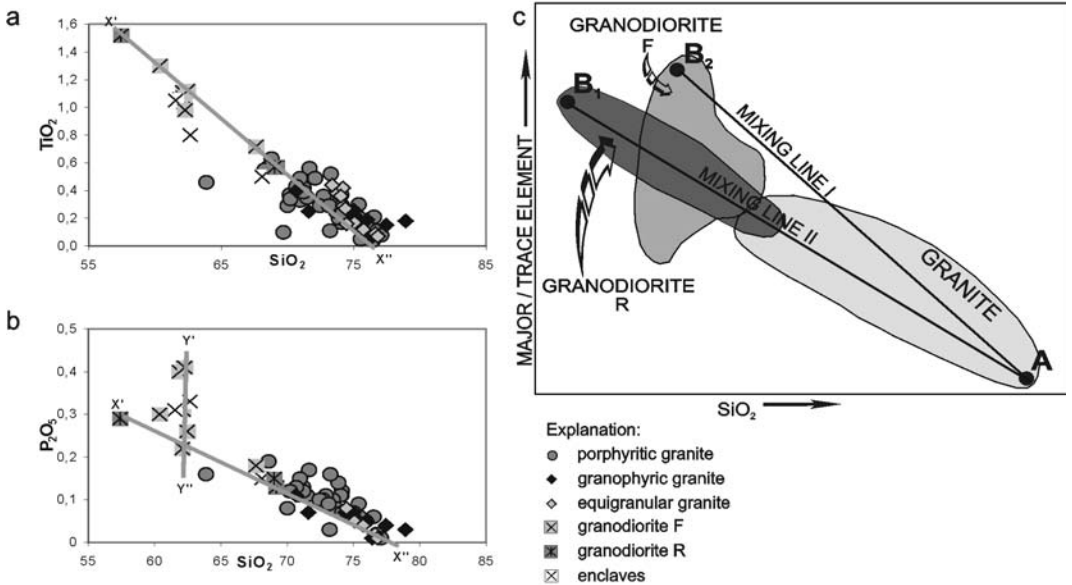 a
X'
1,6
1,4
1,2
1,0
0,8
0,6
0,4
0,2
0,0
TiO2
55
65
SiO2
75
X''
85
b
0,5
0,4
0,3
0,2
0,1
0
P2O5
Y'
X'
Y''
X''
55
60
65
SiO2
70
75
80
85
c
GRANODIORITE
F
B2
B1
MIXING LINE I
MIXING LINE II
GRANITE
GRANODIORITE
R
A
MAJOR / TRACE ELEMENT
SiO2
Explanation:
porphyritic granite
granophyric granite
equigranular granite
granodiorite F
granodiorite R
enclaves